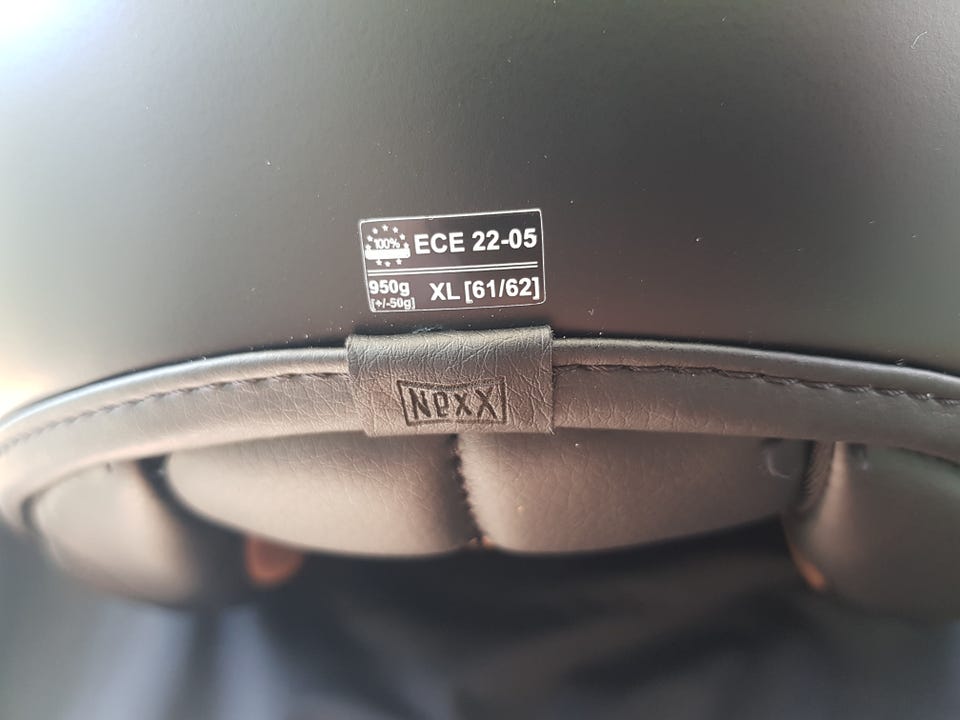 100% ECE 22-05
950g XL [61/62]
[+/-50g]
NEXX